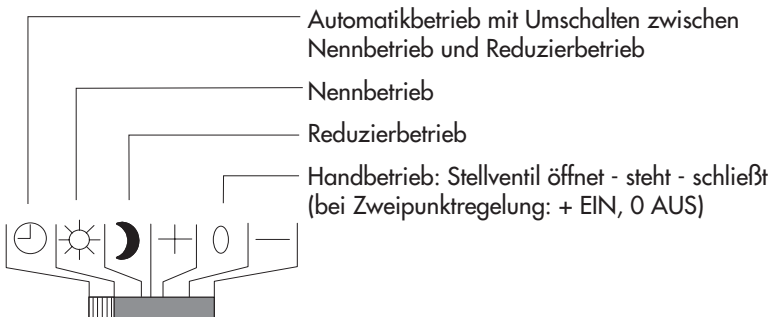 Automatikbetrieb mit Umschalten zwischen
Nennbetrieb und Reduzierbetrieb
Nennbetrieb
Reduzierbetrieb
Handbetrieb: Stellventil öffnet - steht - schließt
(bei Zweipunktregelung: + EIN, 0 AUS)
+ 0 −